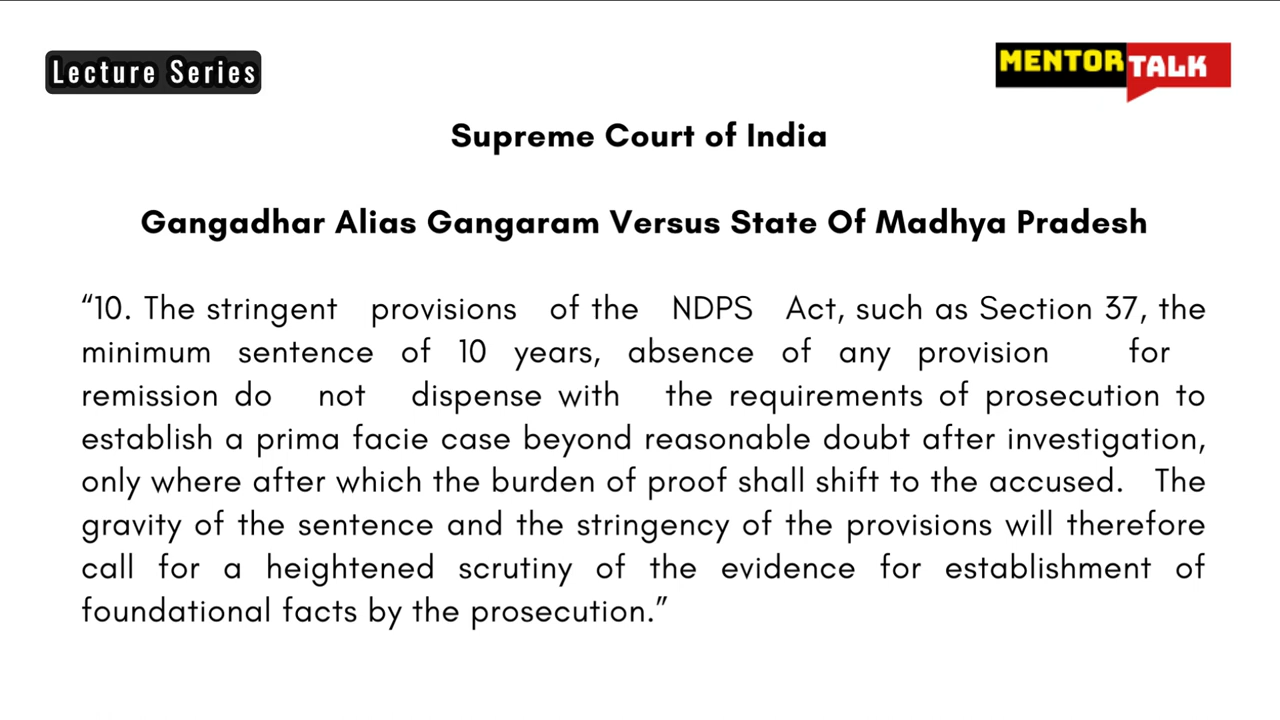 Lecture Series
MENTOR TALK
Supreme Court of India
Gangadhar Alias Gangaram Versus State Of Madhya Pradesh
“10. The stringent provisions of the NDPS Act, such as Section 37, the
minimum sentence of 10 years, absence of any provision for
remission do not dispense with the requirements of prosecution to
establish a prima facie case beyond reasonable doubt after investigation,
only where after which the burden of proof shall shift to the accused. The
gravity of the sentence and the stringency of the provisions will therefore
call for a heightened scrutiny of the evidence for establishment of
foundational facts by the prosecution.”